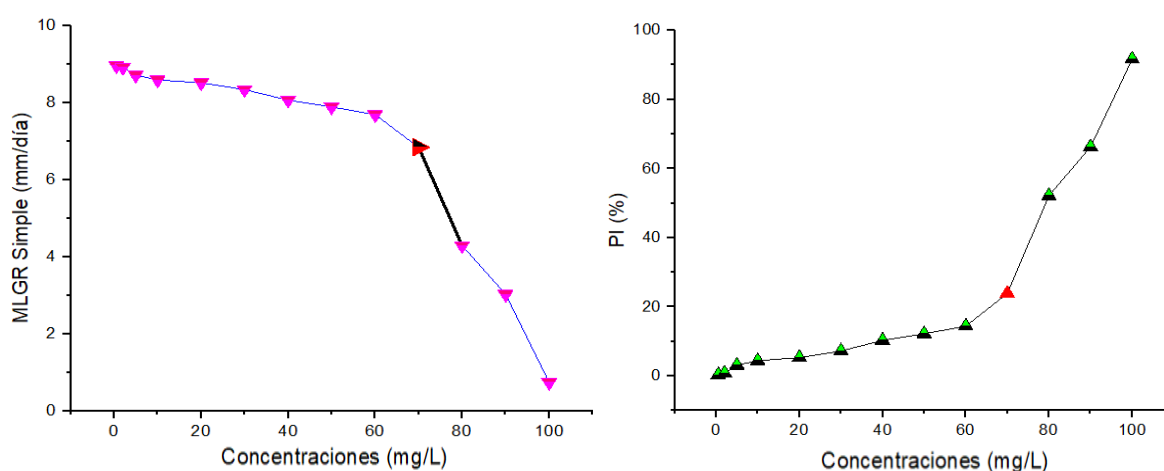 MLGR Simple (mm/día)
10
8
6
4
2
0
0 20 40 60 80 100
Concentraciones (mg/L)
PI (%)
100
80
60
40
20
0
0 20 40 60 80 100
Concentraciones (mg/L)